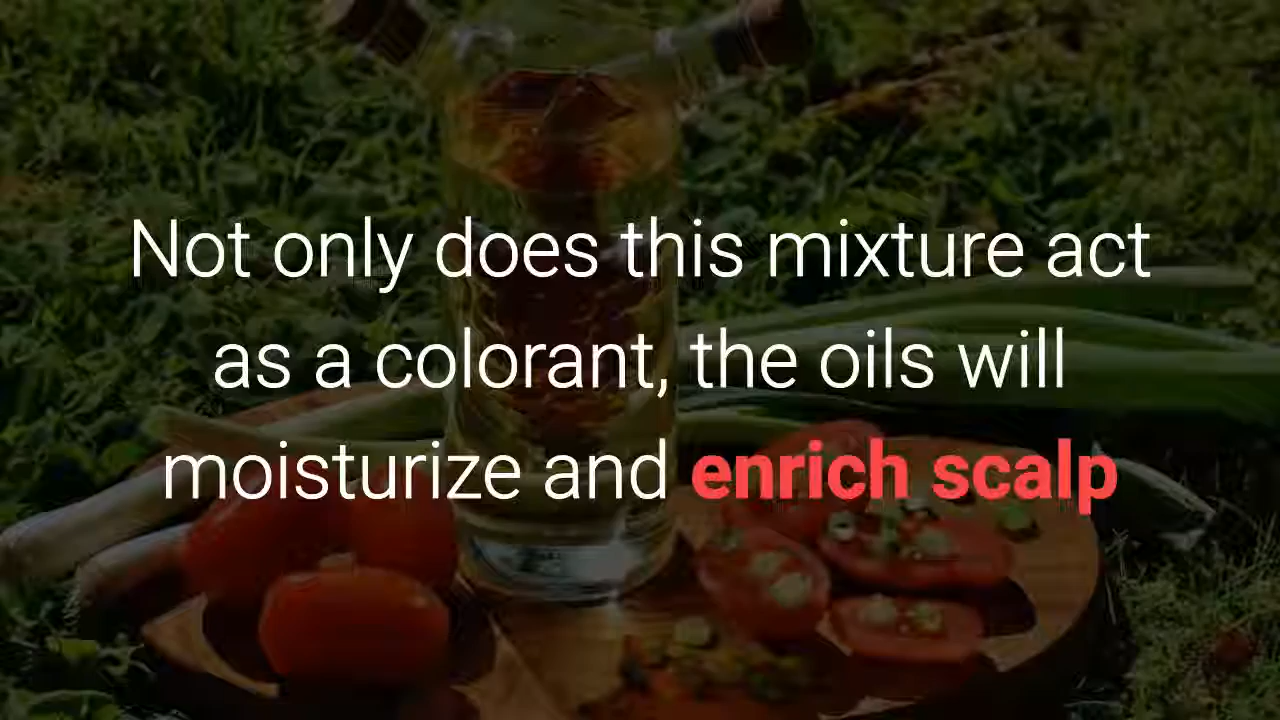 Not only does this mixture act
as a colorant, the oils will
moisturize and enrich scalp